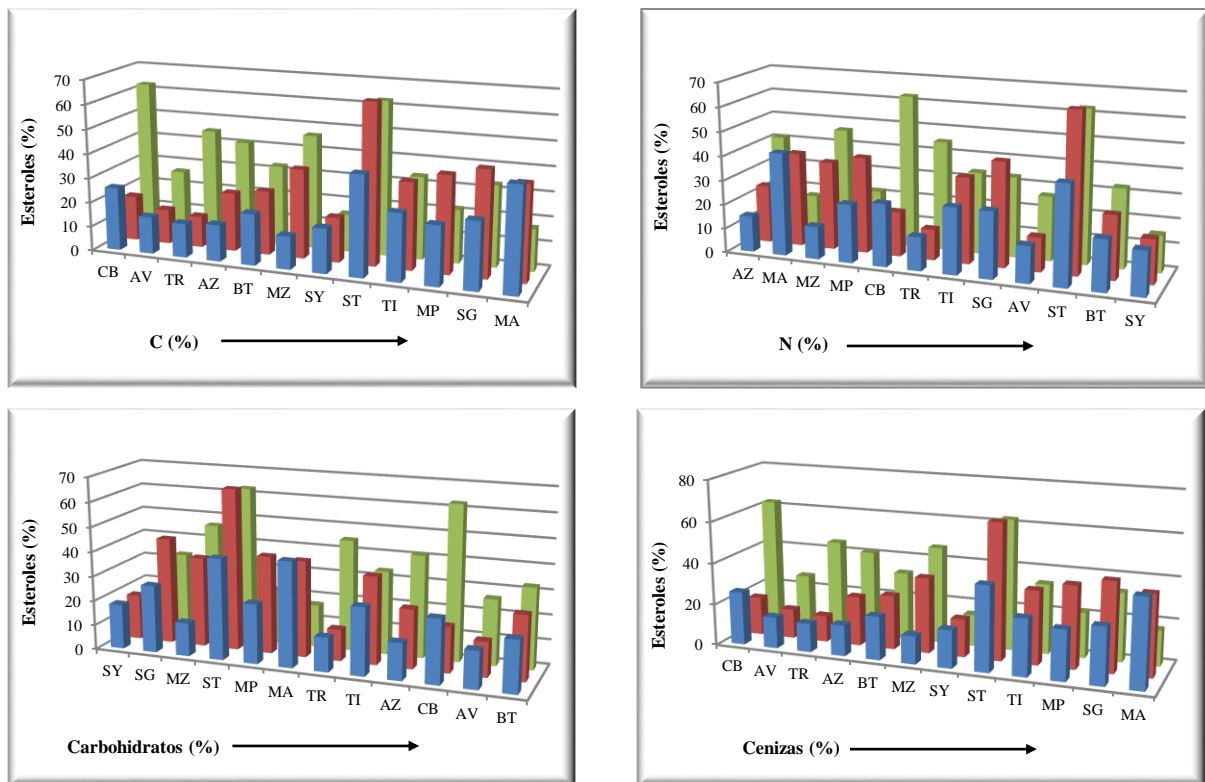 70
60
50
40
30
20
10
0
Esteroles (%)
CB AV TR AZ BT MZ SY ST TI MP SG MA
C (%)
70
60
50
40
30
20
10
0
Esteroles (%)
AZ MA MZ MP CB TR TI SG AV ST BT SY
N (%)
70
60
50
40
30
20
10
0
Esteroles (%)
SY SG MZ ST MP MA TR TI AZ CB AV BT
Carbohidratos (%)
80
60
40
20
0
Esteroles (%)
CB AV TR AZ BT MZ SY ST TI MP SG MA
Cenizas (%)